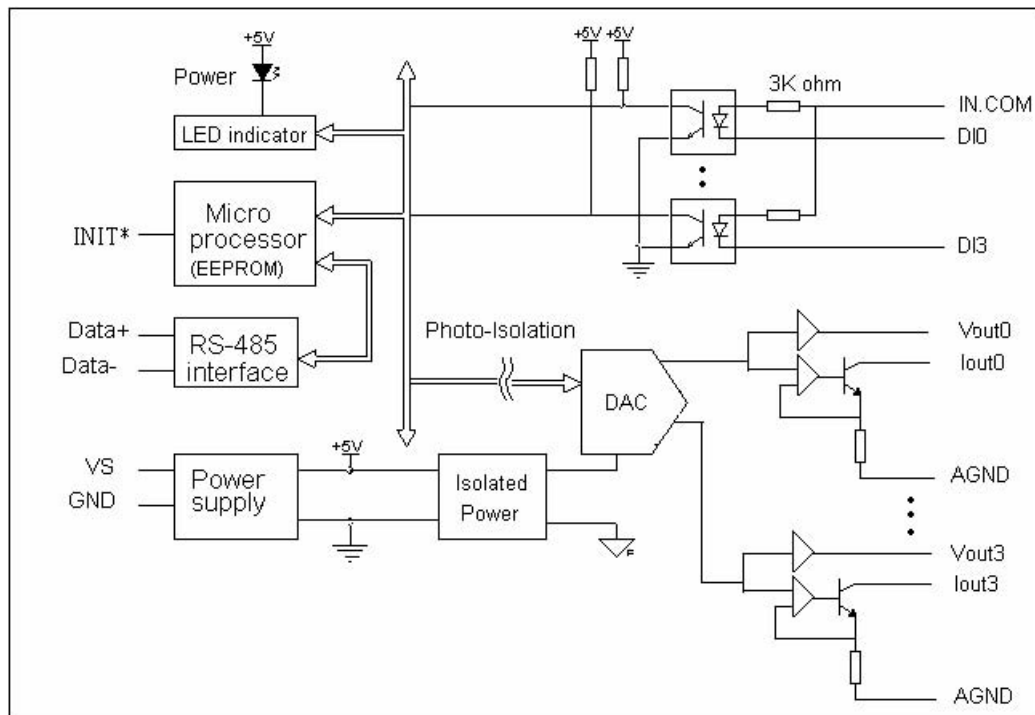 +5V
Power
LED indicator
INIT*
Micro
processor
(EEPROM)
Data+
Data-
RS-485
interface
VS
GND
Power
supply
+5V
Isolated
Power
Photo-Isolation
DAC
+5V +5V
3K ohm
IN.COM
DI0
DI3
Vout0
Iout0
AGND
Vout3
Iout3
AGND